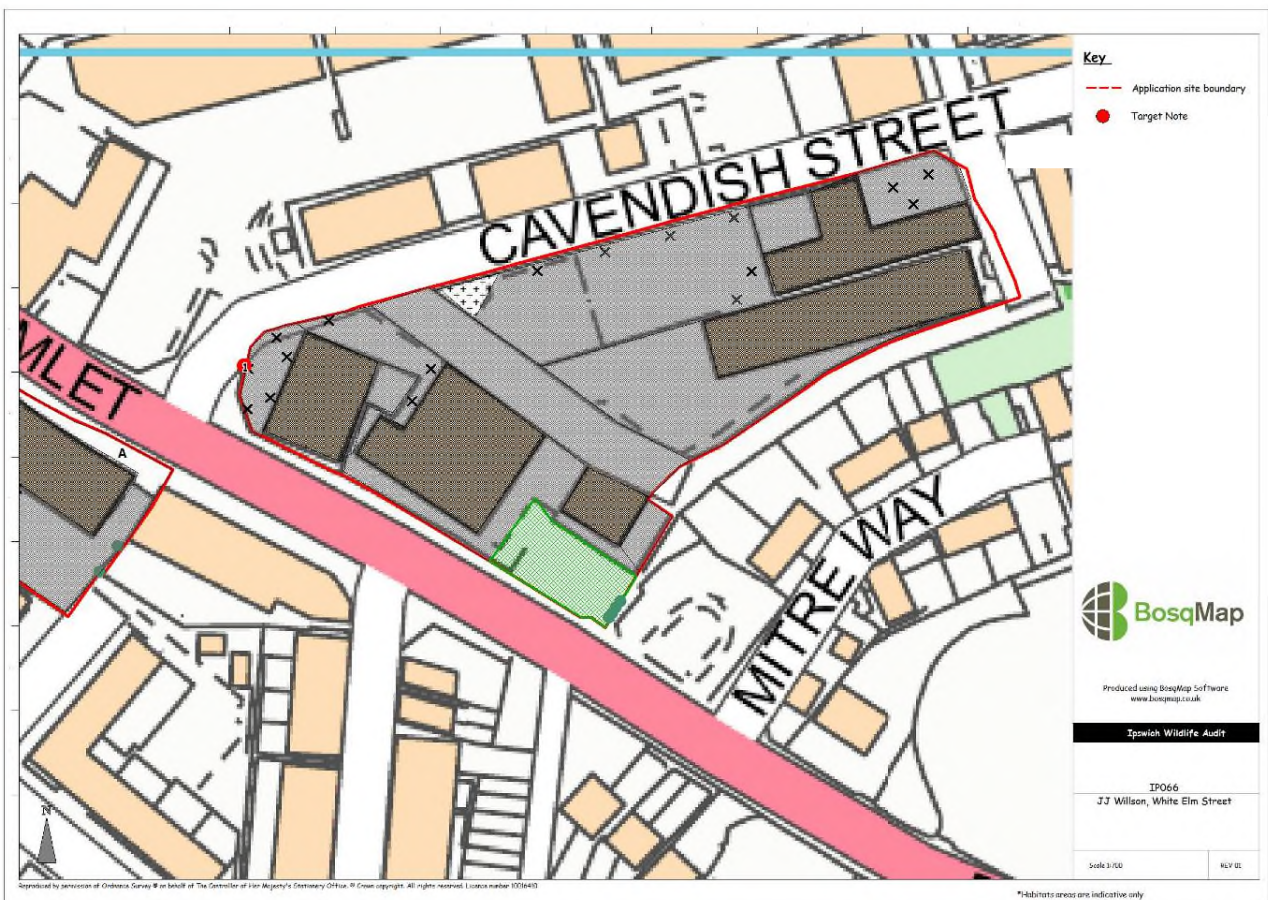 Key
Application site boundary
Target Note
CAVENDISH STREET
1
MLET
A
MITRE WAY
N
BosqMap
Produced using BosqMap Software
www.bosqmap.co.uk
Ipswich Wildlife Audit
IP066
JJ Willson, White Elm Street
Scale 1:700
REV 01
Reproduced by permission of Ordnance Survey ® on behalf of The Controller of Her Majesty's Stationery Office. © Crown copyright. All rights reserved. Licence number
*Habitats areas are indicative only